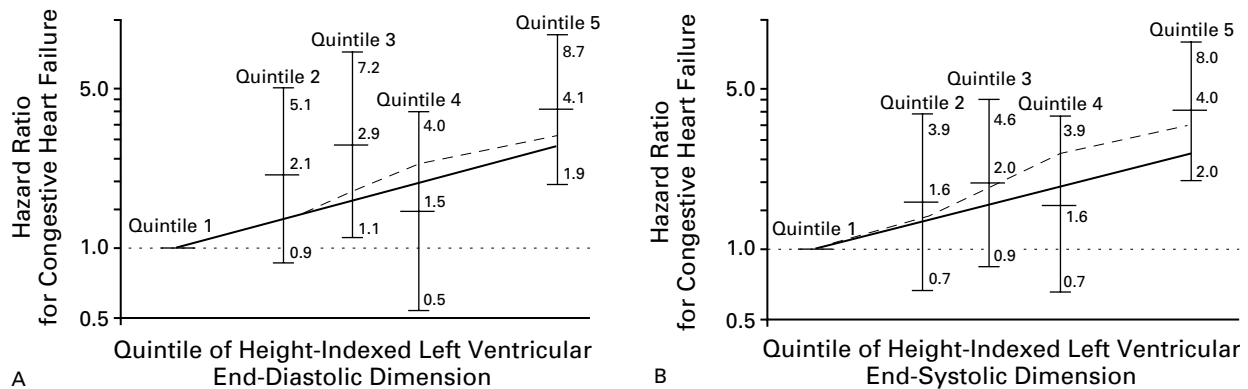 Hazard Ratio
for Congestive Heart Failure
5.0
1.0
0.5
Quintile 1
Quintile 2
5.1
2.1
0.9
Quintile 3
7.2
2.9
1.1
Quintile 4
4.0
1.5
0.5
Quintile 5
8.7
4.1
1.9
Quintile of Height-Indexed Left Ventricular
End-Diastolic Dimension
A
Hazard Ratio
for Congestive Heart Failure
5.0
1.0
0.5
Quintile 1
Quintile 2
3.9
1.6
0.7
Quintile 3
4.6
2.0
0.9
Quintile 4
3.9
1.6
0.7
Quintile 5
8.0
4.0
2.0
Quintile of Height-Indexed Left Ventricular
End-Systolic Dimension
B